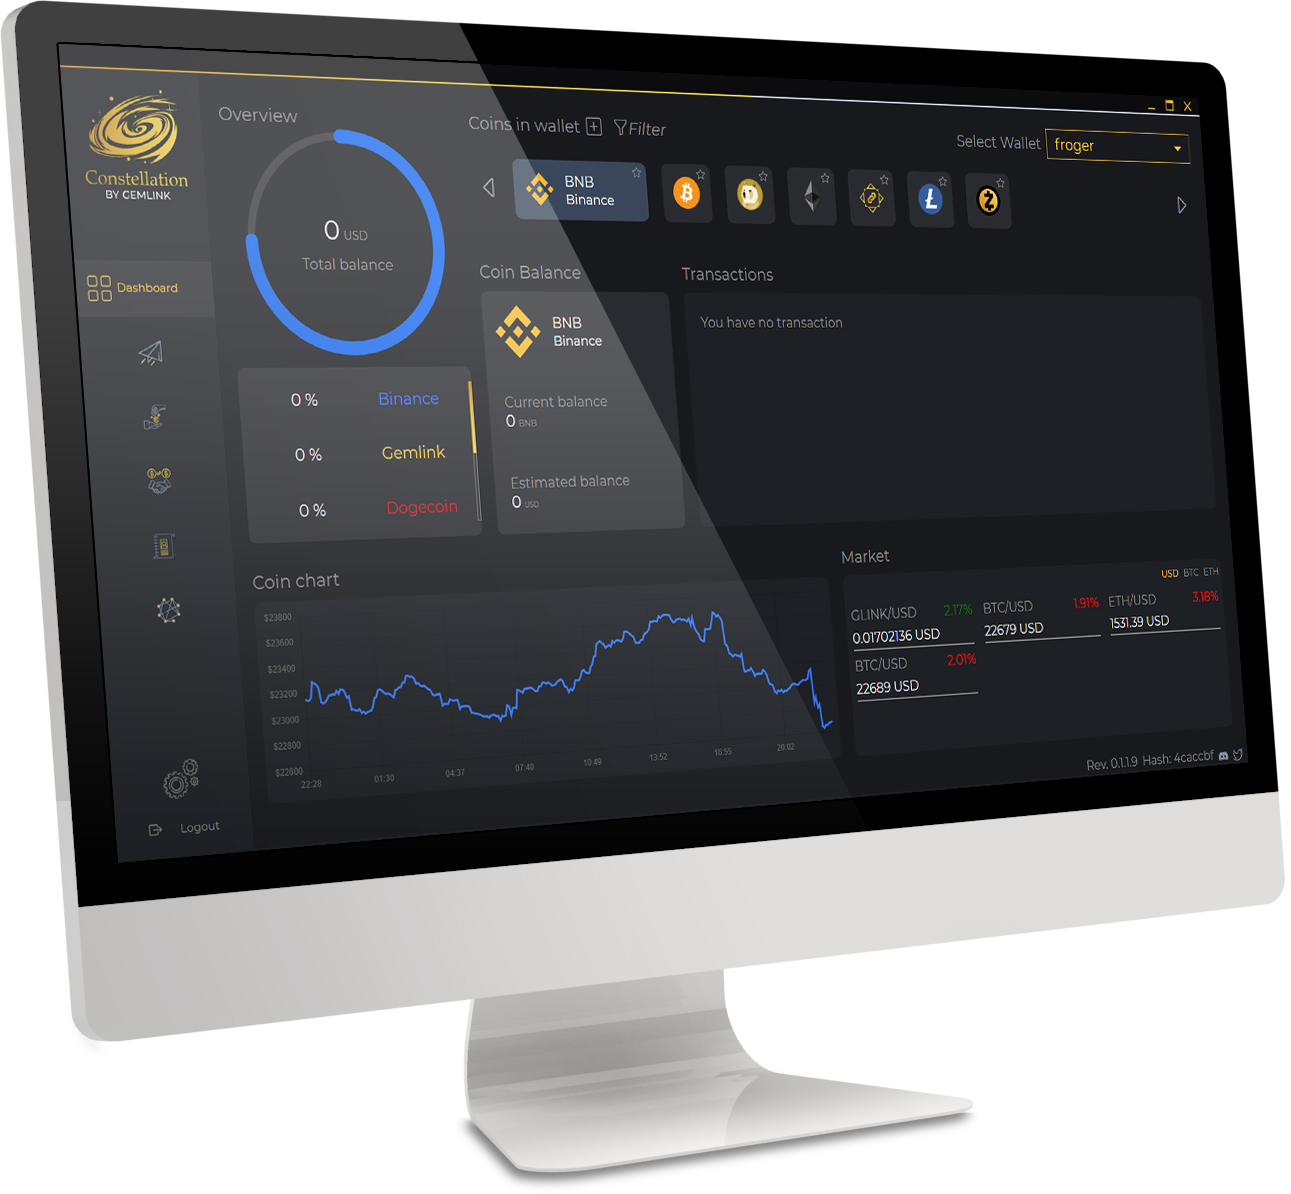 Constellation
BY GEMLINK
Dashboard
Logout
Overview
0 USD
Total balance
0 % Binance
0 % Gemlink
0 % Dogecoin
Coins in wallet
Filter
Select Wallet froger
BNB
Binance
Coin Balance
BNB
Binance
Current balance
0 BNB
Estimated balance
0 USD
Transactions
You have no transaction
Coin chart
$23800
$23600
$23400
$23200
$23000
$22800
$22600
22:28 01:30 04:37 07:40 10:49 13:52 16:55 20:02
Market
USD BTC ETH
GLINK/USD 2.17% BTC/USD 1.91% ETH/USD 3.18%
0.01702136 USD 22679 USD 1531.39 USD
BTC/USD 2.01%
22689 USD
Rev. 0.1.1.9 Hash: 4caccbf